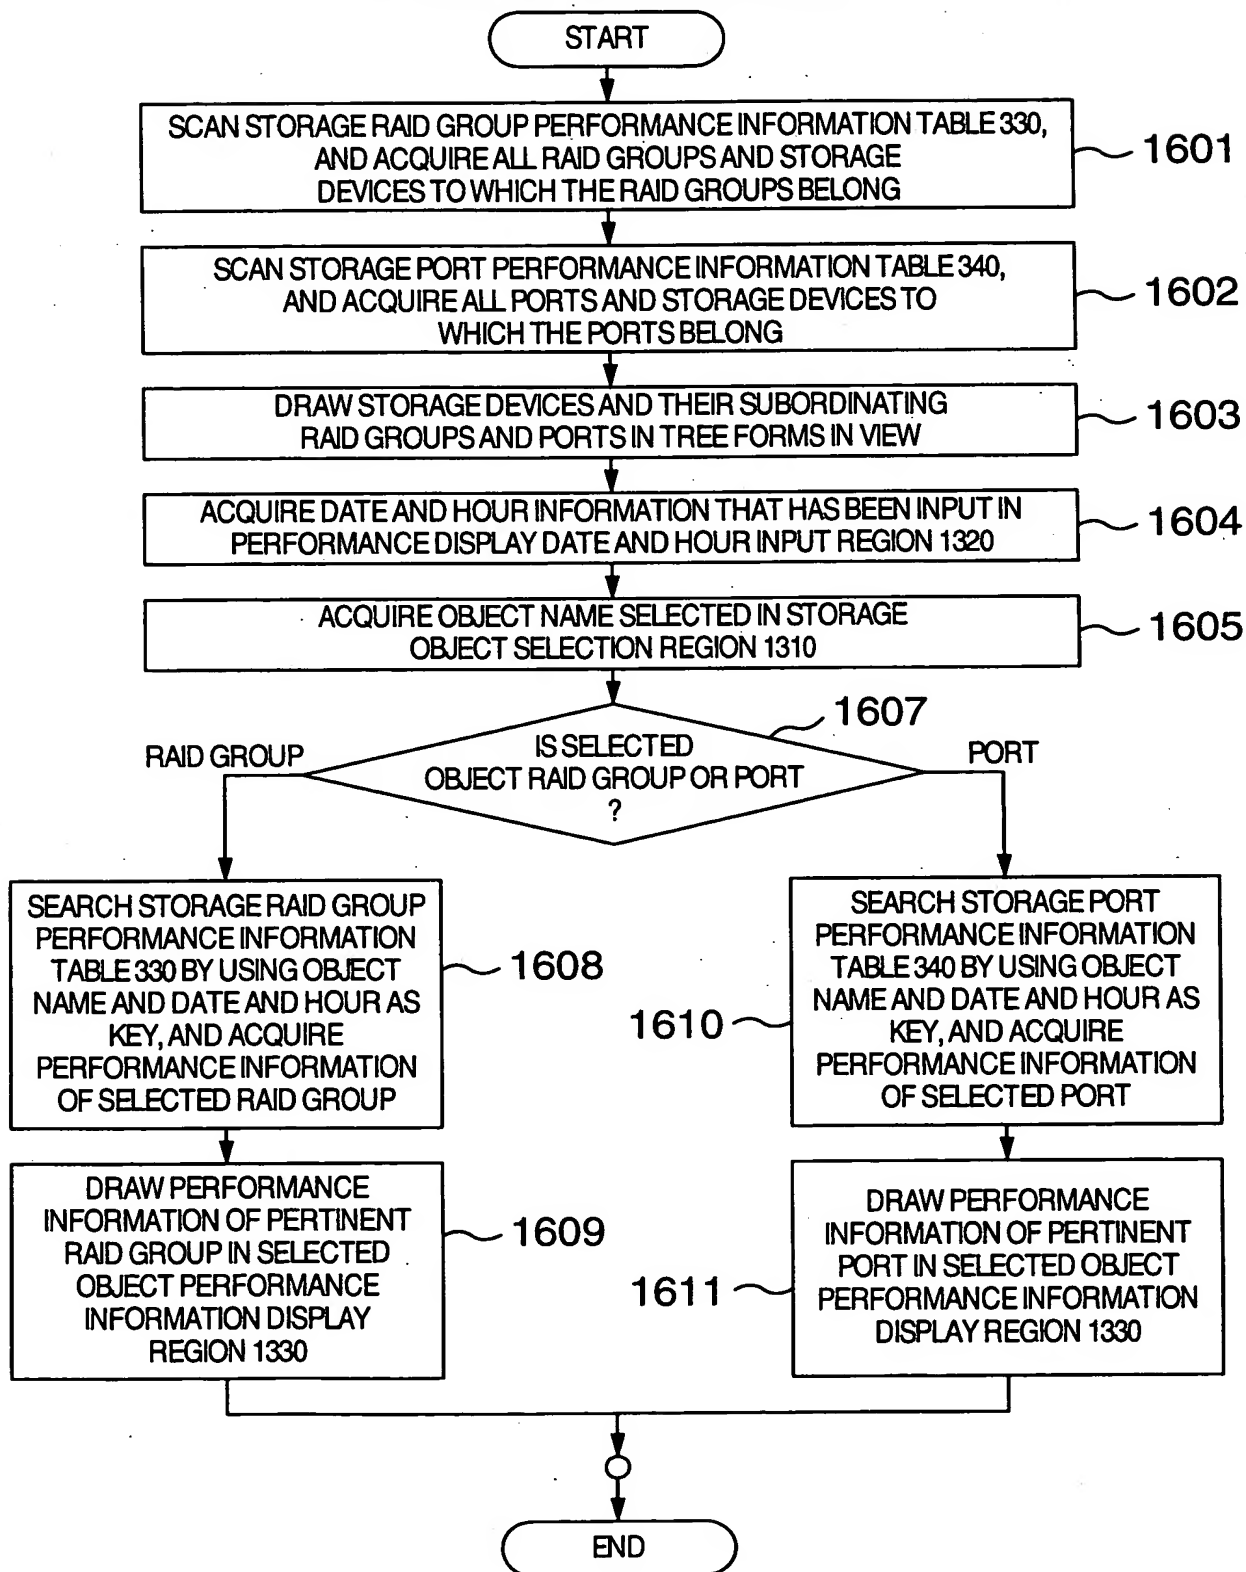 START
SCAN STORAGE RAID GROUP PERFORMANCE INFORMATION TABLE 330,
AND ACQUIRE ALL RAID GROUPS AND STORAGE
DEVICES TO WHICH THE RAID GROUPS BELONG
1601
SCAN STORAGE PORT PERFORMANCE INFORMATION TABLE 340,
AND ACQUIRE ALL PORTS AND STORAGE DEVICES TO
WHICH THE PORTS BELONG
1602
DRAW STORAGE DEVICES AND THEIR SUBORDINATING
RAID GROUPS AND PORTS IN TREE FORMS IN VIEW
1603
ACQUIRE DATE AND HOUR INFORMATION THAT HAS BEEN INPUT IN
PERFORMANCE DISPLAY DATE AND HOUR INPUT REGION 1320
1604
ACQUIRE OBJECT NAME SELECTED IN STORAGE
OBJECT SELECTION REGION 1310
1605
1607
IS SELECTED
OBJECT RAID GROUP OR PORT
?
RAID GROUP
PORT
SEARCH STORAGE RAID GROUP
PERFORMANCE INFORMATION
TABLE 330 BY USING OBJECT
NAME AND DATE AND HOUR AS
KEY, AND ACQUIRE
PERFORMANCE INFORMATION
OF SELECTED RAID GROUP
1608
SEARCH STORAGE PORT
PERFORMANCE INFORMATION
TABLE 340 BY USING OBJECT
NAME AND DATE AND HOUR AS
KEY, AND ACQUIRE
PERFORMANCE INFORMATION
OF SELECTED PORT
1610
DRAW PERFORMANCE
INFORMATION OF PERTINENT
RAID GROUP IN SELECTED
OBJECT PERFORMANCE
INFORMATION DISPLAY
REGION 1330
1609
DRAW PERFORMANCE
INFORMATION OF PERTINENT
PORT IN SELECTED OBJECT
PERFORMANCE INFORMATION
DISPLAY REGION 1330
1611
END